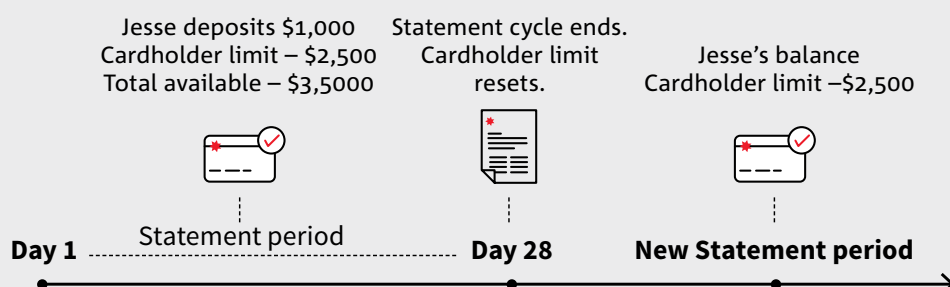 Jesse deposits $1,000
Cardholder limit – $2,500
Total available – $3,5000
Statement cycle ends.
Cardholder limit
resets.
Jesse’s balance
Cardholder limit –$2,500
Day 1
Statement period
Day 28
New Statement period